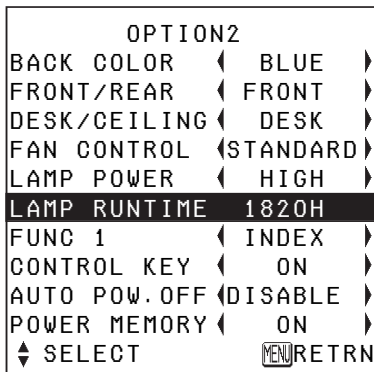 OPTION2
BACK COLOR BLUE
FRONT/REAR FRONT
DESK/CEILING DESK
FAN CONTROL STANDARD
LAMP POWER HIGH
LAMP RUNTIME 1820H
FUNC 1 INDEX
CONTROL KEY ON
AUTO POW.OFF DISABLE
POWER MEMORY ON
SELECT MENU RETRN